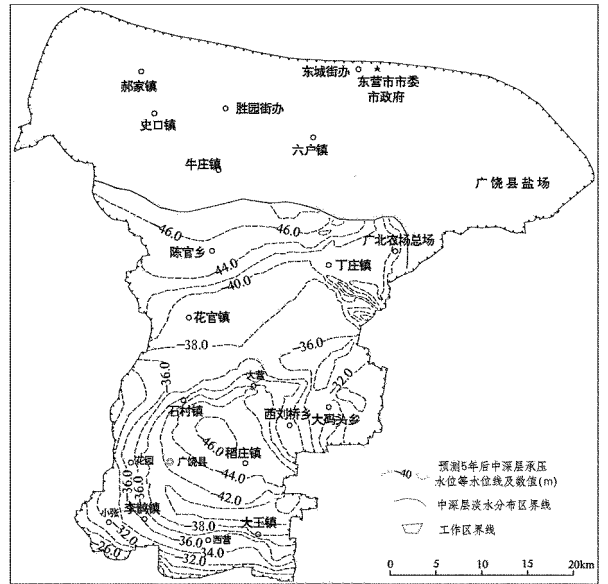 东城街办
东营市市委
市政府
郝家镇
胜园街办
史口镇
六户镇
牛庄镇
广饶县盐场
-46.0
-46.0
广北农场总场
陈官乡
-44.0
丁庄镇
-40.0
花官镇
-38.0
-36.0
-36.0
大营
-32.0
石村镇
西刘桥乡
大码头乡
-46.0
稻庄镇
花园
广饶县
-44.0
-36.0
-36.0
-42.0
小张
李鹊镇
-38.0
大王镇
-32.0
-36.0
西营
-34.0
-26.0
-32.0
-40
预测5年后中深层承压
水位等水位线及数值(m)
中深层淡水分布区界线
工作区界线
0 5 10 15 20km